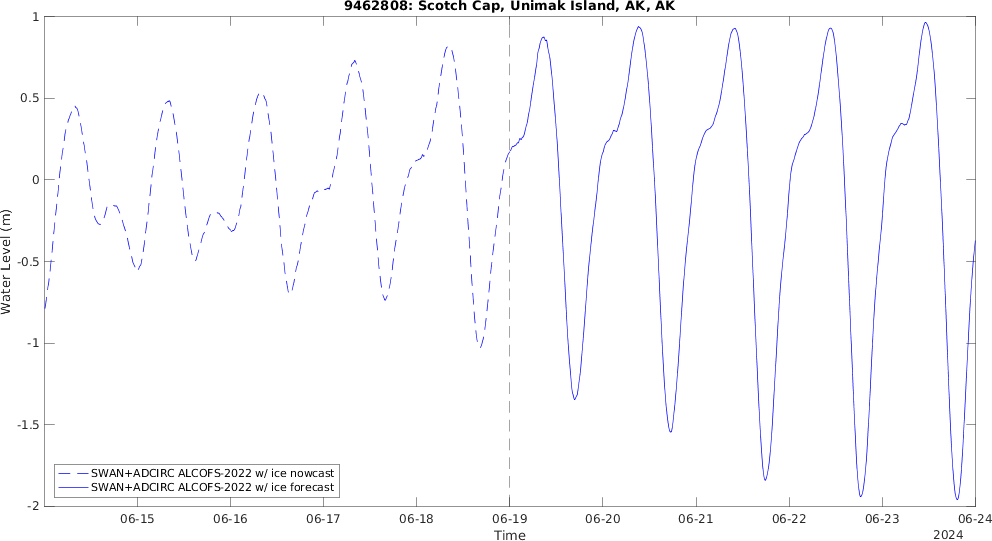 9462808: Scotch Cap, Unimak Island, AK, AK
1
0.5
0
-0.5
-1
-1.5
-2
Water Level (m)
SWAN+ADCIRC ALCOFS-2022 w/ ice nowcast
SWAN+ADCIRC ALCOFS-2022 w/ ice forecast
06-15 06-16 06-17 06-18 06-19 06-20 06-21 06-22 06-23 06-24
Time
2024